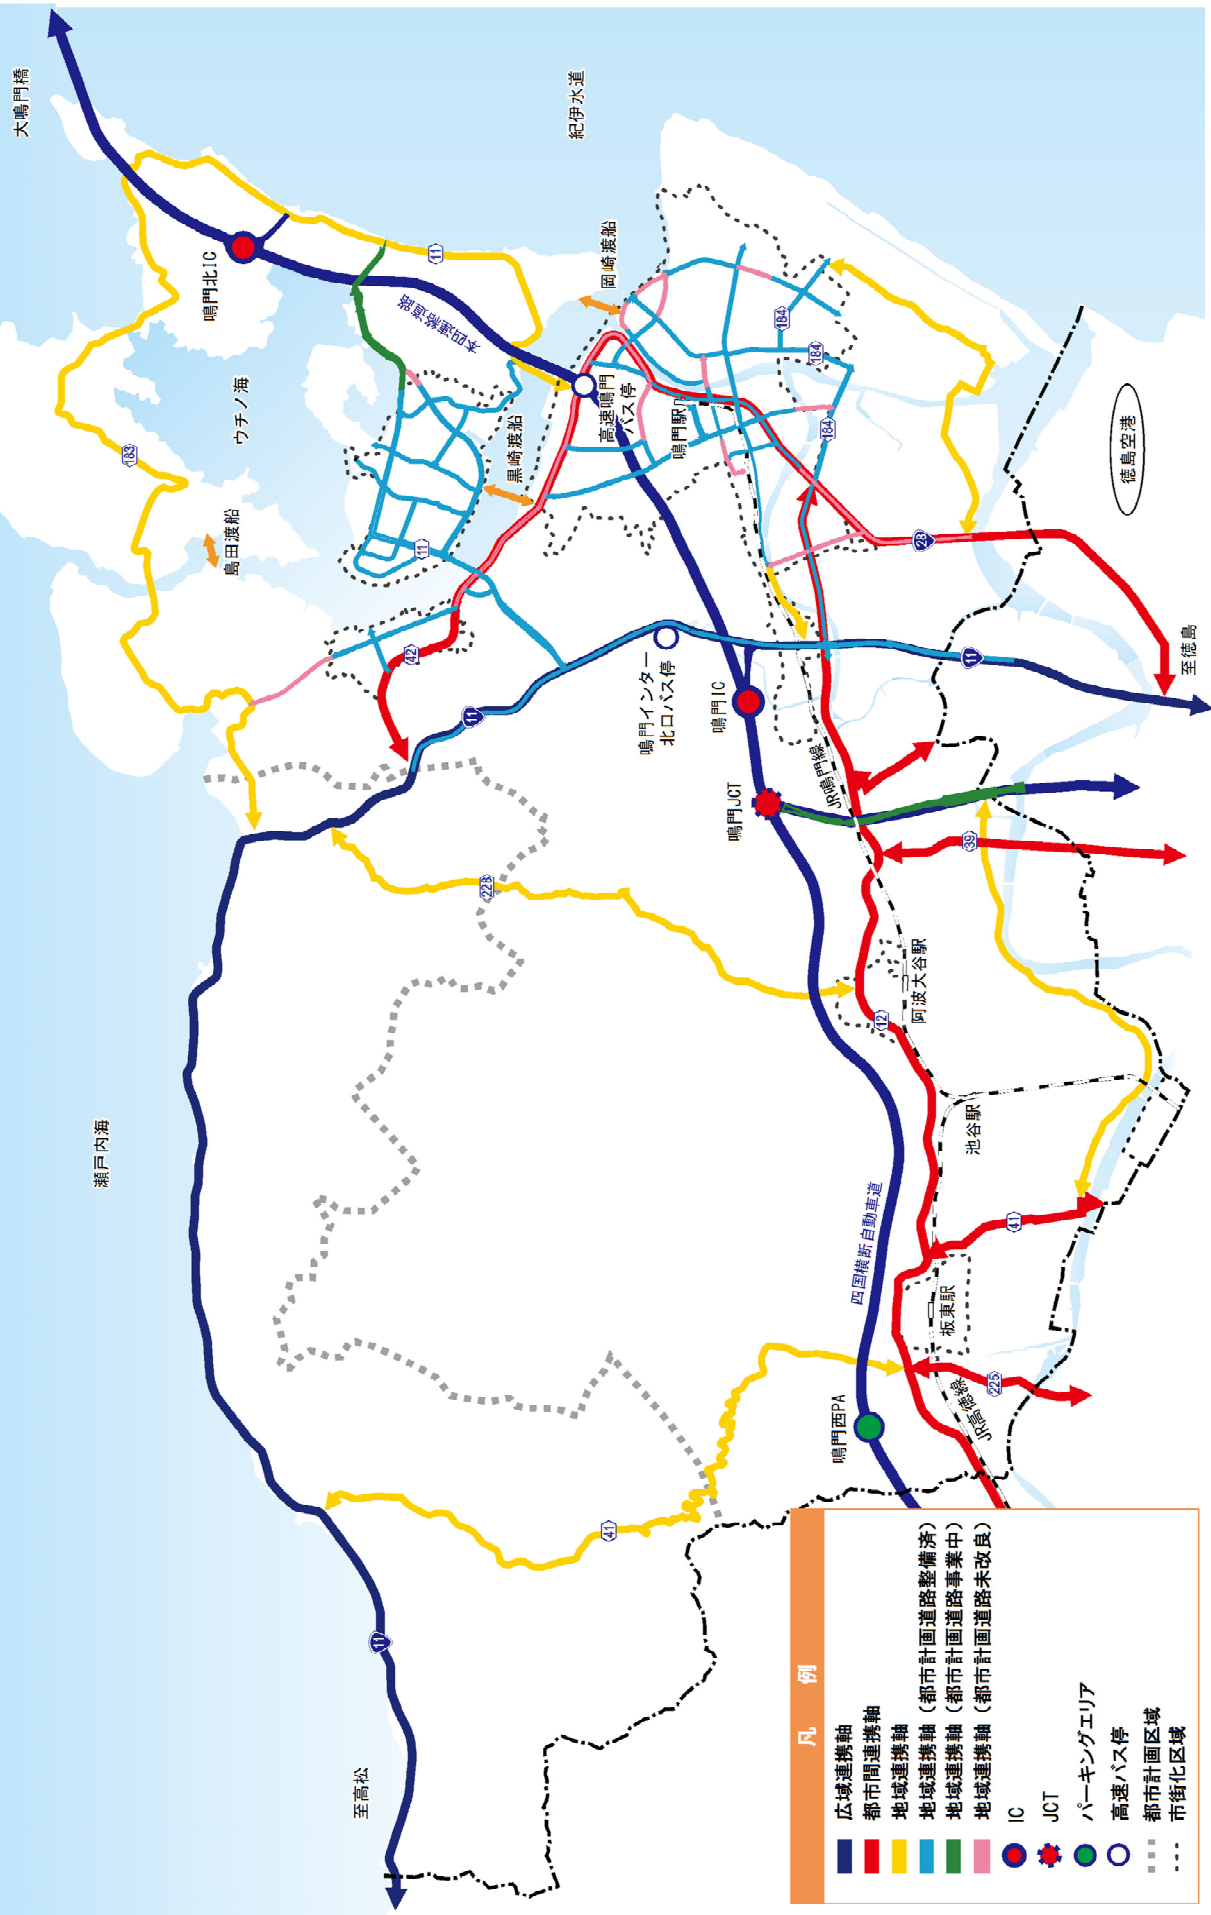 大鳴門橋
紀伊水道
鳴門北IC
本四連絡道路
11
岡崎渡船
183
ウチノ海
島田渡船
黒崎渡船
高速鳴門
バス停
鳴門駅
184
184
184
11
42
28
徳島空港
11
鳴門インター
北口バス停
鳴門IC
11
至徳島
鳴門JCT
JR鳴門線
39
228
阿波大谷駅
12
池谷駅
瀬戸内海
四国横断自動車道
41
板東駅
225
JR高徳線
鳴門西PA
41
11
至高松
凡 例
広域連携軸
都市間連携軸
地域連携軸
地域連携軸(都市計画道路整備済)
地域連携軸(都市計画道路事業中)
地域連携軸(都市計画道路未改良)
IC
JCT
パーキングエリア
高速バス停
都市計画区域
市街化区域